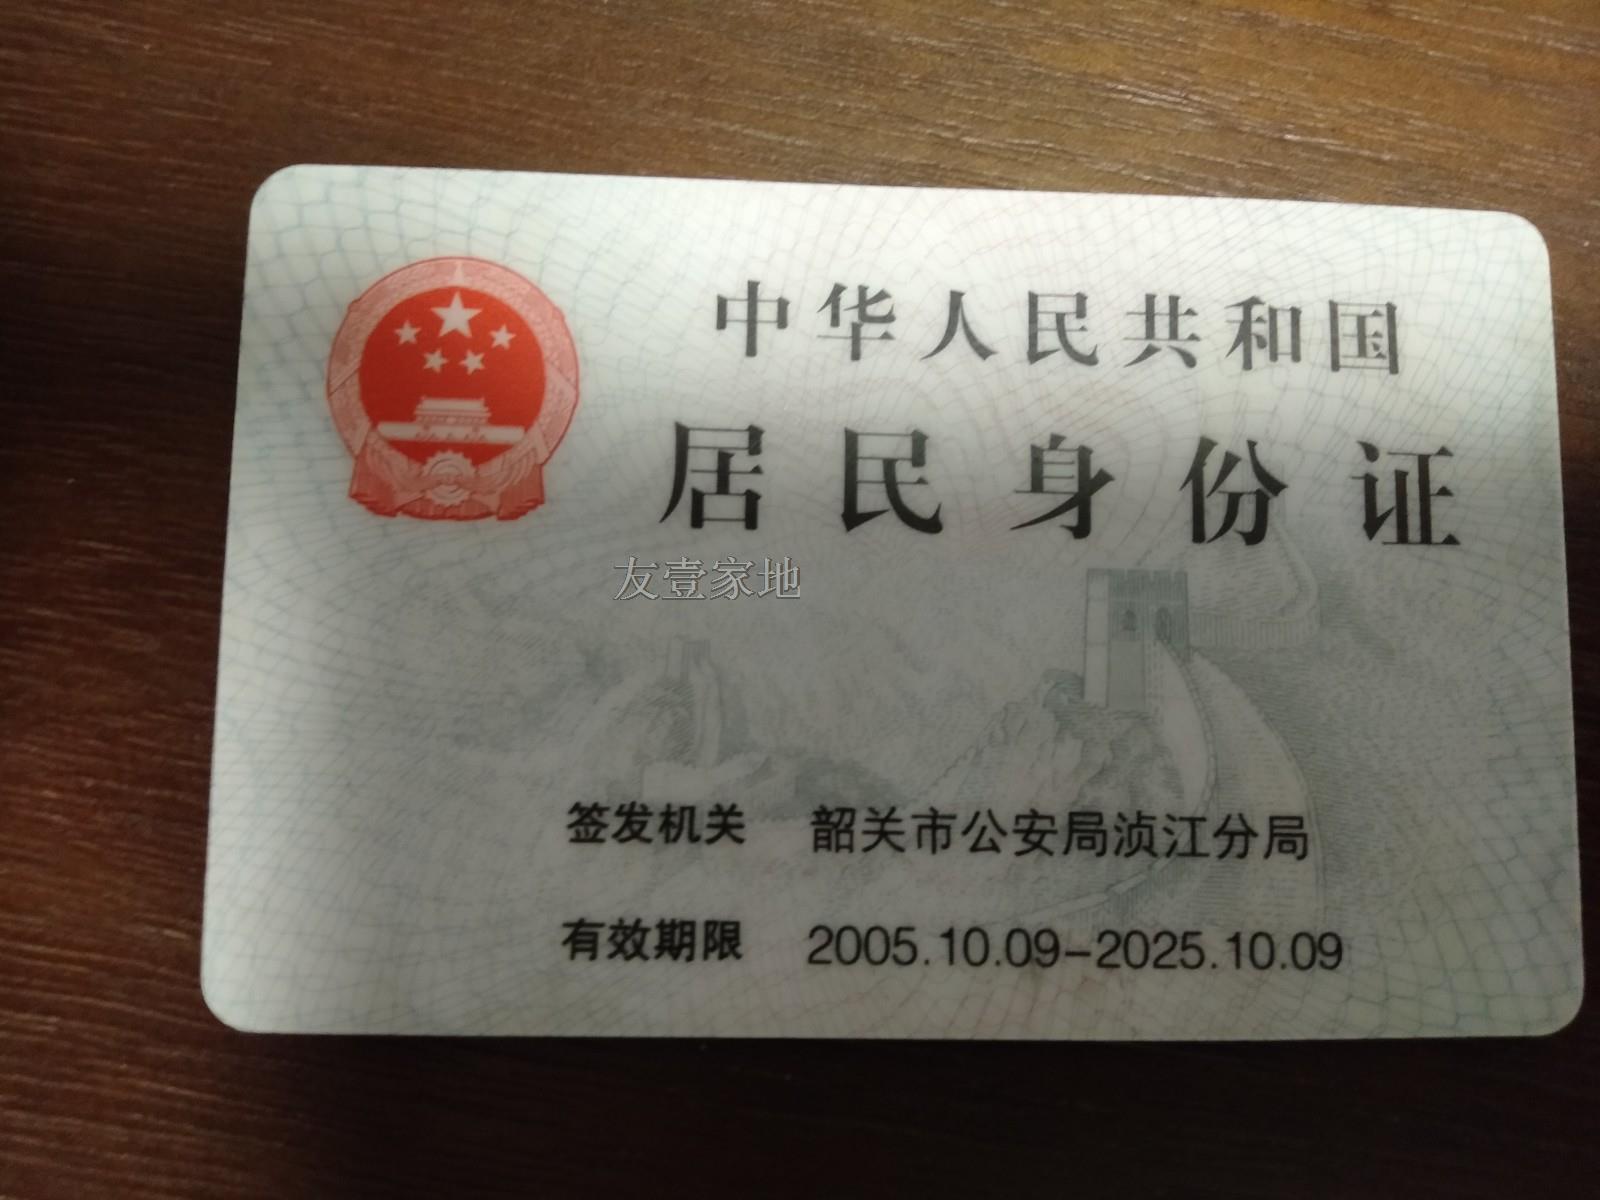 中华人民共和国
居民身份证
友壹家地
签发机关 韶关市公安局浈江分局
有效期限 2005.10.09-2025.10.09